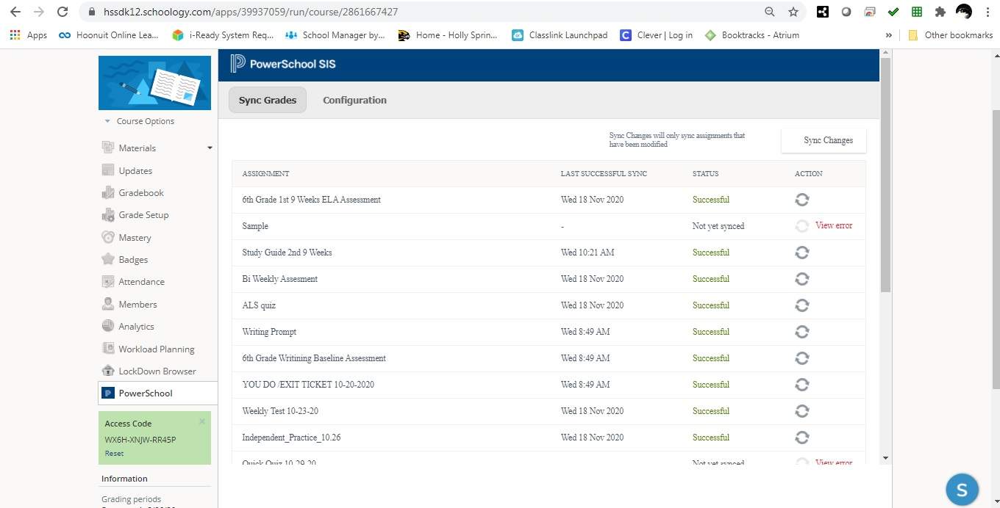 hssdk12.schoology.com/apps/39937059/run/course/2861667427
Apps
Hoonuit Online Lea...
i-Ready System Req...
School Manager by...
Home - Holly Sprin...
Classlink Launchpad
Clever | Log in
Booktracks - Atrium
»
Other bookmarks
PowerSchool SIS
Sync Grades
Configuration
Course Options
Materials
Updates
Gradebook
Grade Setup
Mastery
Badges
Attendance
Members
Analytics
Workload Planning
LockDown Browser
PowerSchool
Access Code
WX6H-XNJW-RR45P
Reset
Information
Grading periods
Sync Changes will only sync assignments that
have been modified
Sync Changes
ASSIGNMENT LAST SUCCESSFUL SYNC STATUS ACTION
6th Grade 1st 9 Weeks ELA Assessment Wed 18 Nov 2020 Successful
Sample - Not yet synced View error
Study Guide 2nd 9 Weeks Wed 10:21 AM Successful
Bi Weekly Assesment Wed 18 Nov 2020 Successful
ALS quiz Wed 18 Nov 2020 Successful
Writing Prompt Wed 8:49 AM Successful
6th Grade Writining Baseline Assessment Wed 8:49 AM Successful
YOU DO /EXIT TICKET 10-20-2020 Wed 8:49 AM Successful
Weekly Test 10-23-20 Wed 18 Nov 2020 Successful
Independent_Practice_10.26 Wed 18 Nov 2020 Successful
Quick Quiz 10.29.20 Not yet synced View error
S